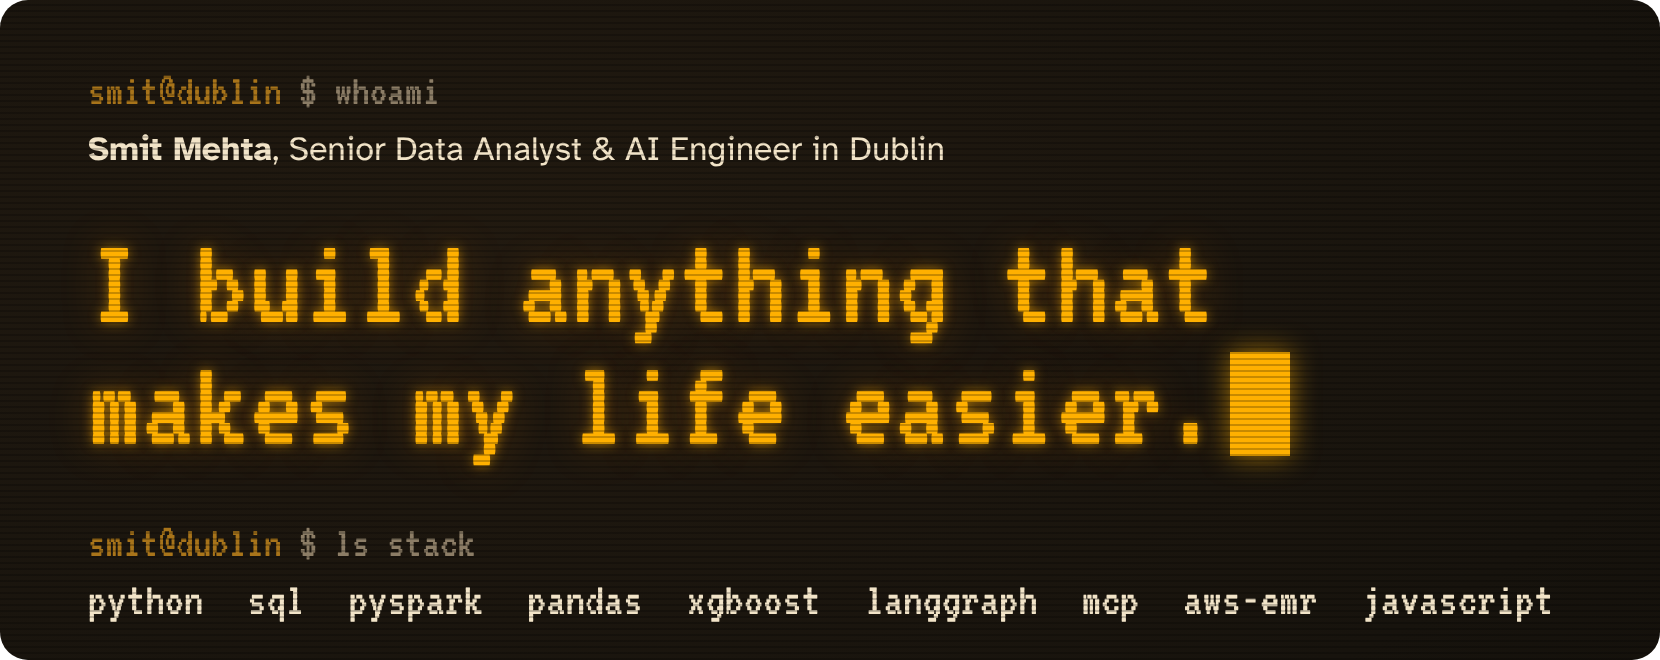 smit@dublin $ whoami
Smit Mehta, Senior Data Analyst & AI Engineer in Dublin
I build anything that
makes my life easier.
smit@dublin $ ls stack
python sql pyspark pandas xgboost langgraph mcp aws-emr javascript